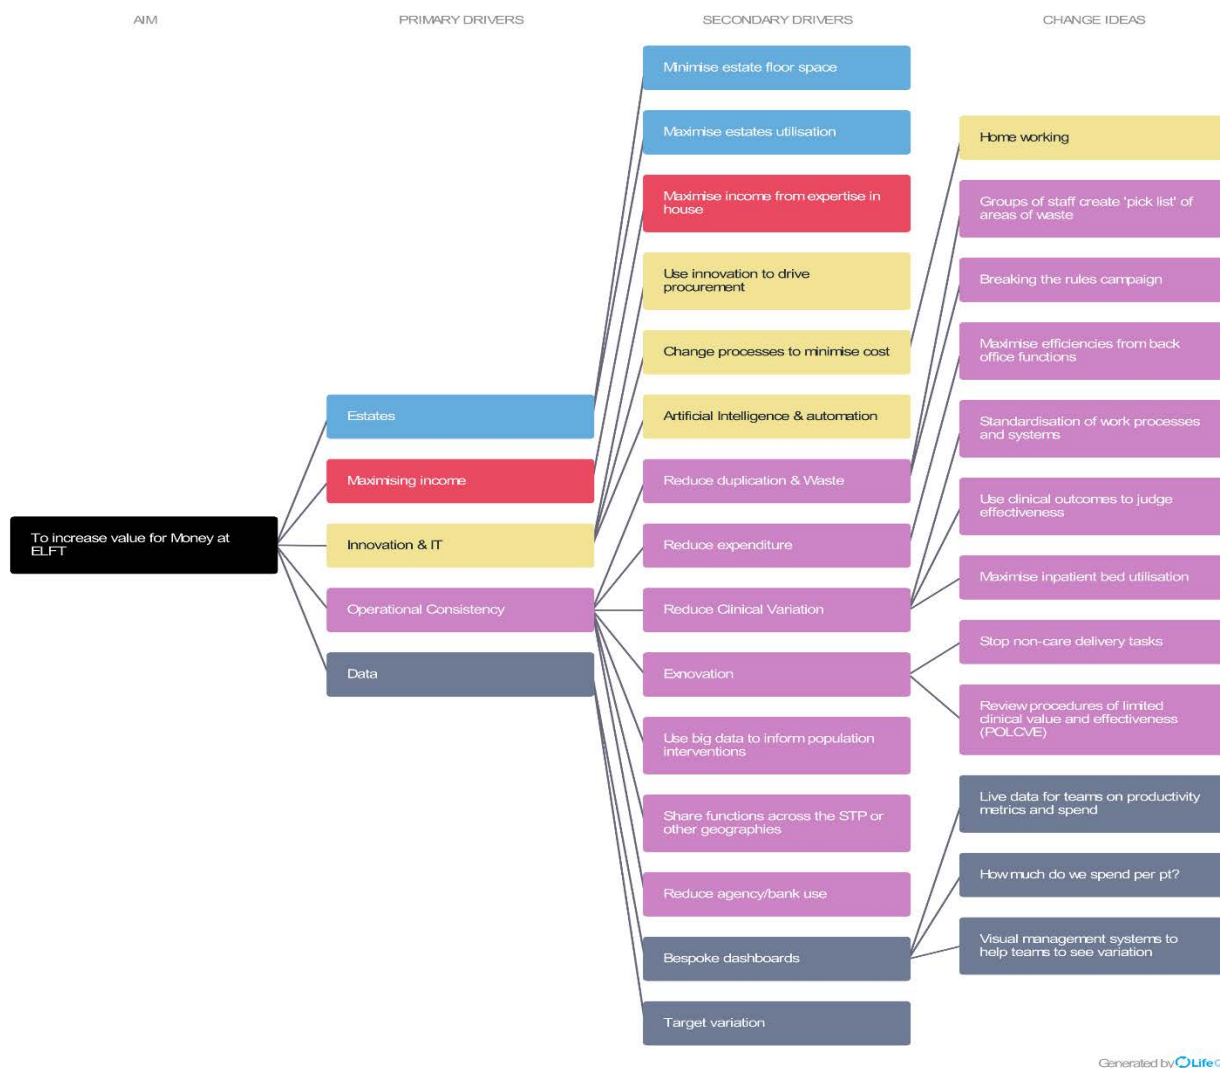 AIM
PRIMARY DRIVERS
SECONDARY DRIVERS
CHANGE IDEAS
To increase value for Money at
ELFT
Estates
Maximising income
Innovation & IT
Operational Consistency
Data
Minimise estate floor space
Maximise estates utilisation
Maximise income from expertise in
house
Use innovation to drive
procurement
Change processes to minimise cost
Artificial Intelligence & automation
Reduce duplication & Waste
Reduce expenditure
Reduce Clinical Variation
Exnovation
Use big data to inform population
interventions
Share functions across the STP or
other geographies
Reduce agency/bank use
Bespoke dashboards
Target variation
Home working
Groups of staff create 'pick list' of
areas of waste
Breaking the rules campaign
Maximise efficiencies from back
office functions
Standardisation of work processes
and systems
Use clinical outcomes to judge
effectiveness
Maximise inpatient bed utilisation
Stop non-care delivery tasks
Review procedures of limited
clinical value and effectiveness
(POLCVE)
Live data for teams on productivity
metrics and spend
How much do we spend per pt?
Visual management systems to
help teams to see variation
Generated by Life